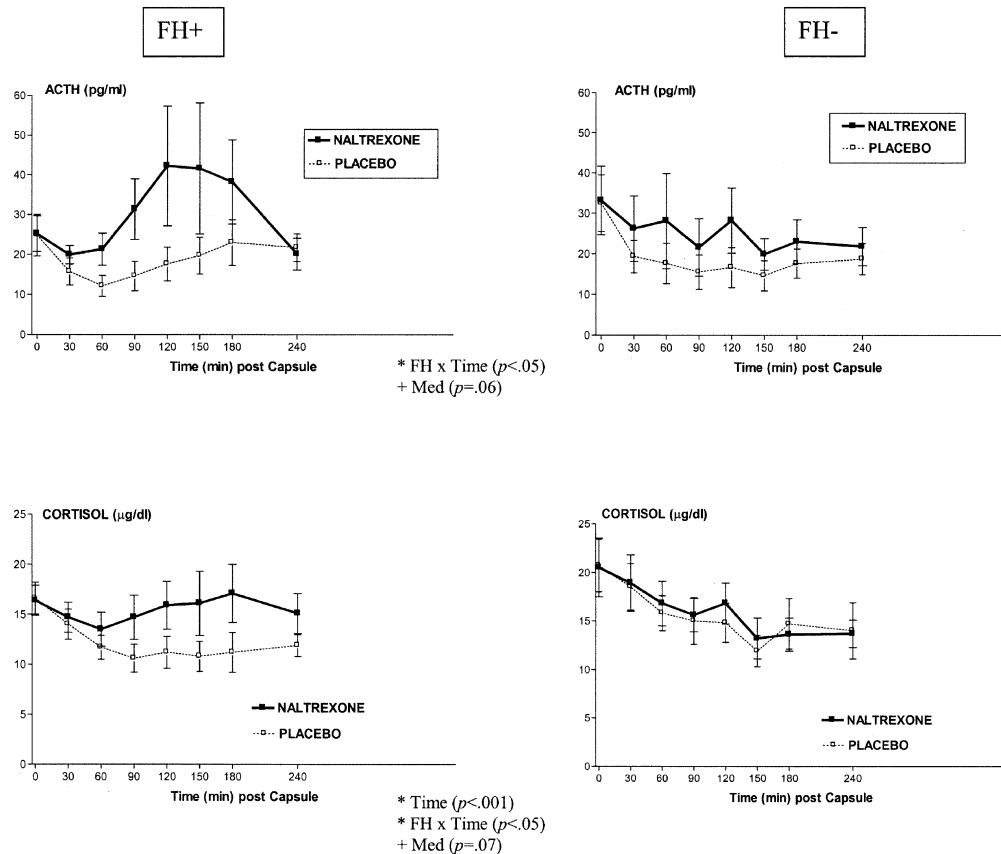 FH+
FH-
ACTH (pg/ml)
60
50
40
30
20
10
0
NALTREXONE
PLACEBO
0 30 60 90 120 150 180 240
Time (min) post Capsule
ACTH (pg/ml)
60
50
40
30
20
10
0
NALTREXONE
PLACEBO
0 30 60 90 120 150 180 240
Time (min) post Capsule
* FH x Time (p<.05)
+ Med (p=.06)
CORTISOL (μg/dl)
25
20
15
10
5
0
NALTREXONE
PLACEBO
0 30 60 90 120 150 180 240
Time (min) post Capsule
CORTISOL (μg/dl)
25
20
15
10
5
0
NALTREXONE
PLACEBO
0 30 60 90 120 150 180 240
Time (min) post Capsule
* Time (p<.001)
* FH x Time (p<.05)
+ Med (p=.07)